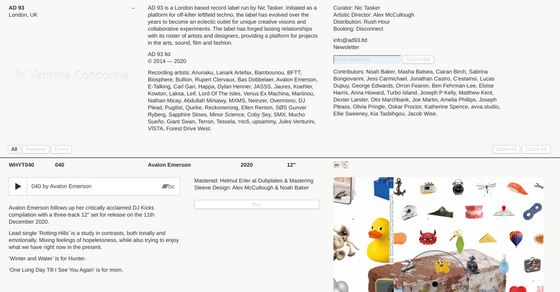 AD 93
London, UK
–
In Varietate Concordia
AD 93 is a London based record label run by Nic Tasker. Initiated as a
platform for off-kilter leftfield techno, the label has evolved over the
years to become an eclectic outlet for unique creative visions and
collaborative experiments. The label has forged lasting relationships
with its roster of artists and designers, providing a platform for projects
in the arts, sound, film and fashion.
AD 93 ltd
© 2014 — 2020
Recording artists: Anunaku, Lanark Artefax, Bambounou, BFTT,
Biosphere, Bullion, Rupert Clervaux, Bas Dobbelaer, Avalon Emerson,
E-Talking, Carl Gari, Happa, Dylan Henner, JASSS, Jaures, Koehler,
Kowton, Lack, Laksa, Leif, Lord Of The Isles, Venus Ex Machina, Martinou,
Nathan Micay, Abdullah Miniawy, MXMS, Neinzer, Overmono, DJ
Plead, Puglist, Quirke, Reckonwrong, Ellen Renton, SØS Gunver
Ryberg, Sapphire Slows, Minor Science, Coby Sey, SMX, Mucho
Sueño, Giant Swan, Terron, Tessela, rrrc6, upsammy, Jules Venturini,
VISTA, Forest Drive West.
Curator: Nic Tasker
Artistic Director: Alex McCullough
Distribution: Rush Hour
Booking: Disconnect
info@ad93.ltd
Newsletter
Email address
Subscribe
Contributors: Noah Baker, Masha Batsea, Ciaran Birch, Sabrina
Bongiovanni, Jess Carmichael, Jonathan Castro, C'estainsi, Lucas
Dupuy, George Edwards, Orron Fearon, Ben Fehrman-Lee, Eloise
Harris, Anna Howard, Turbo Island, Joseph P Kelly, Matthew Kent,
Dexter Lander, Otis Marchbank, Joe Martin, Amelia Phillips, Joseph
Pleass, Olivia Pringle, Oskar Proctor, Katherine Spence, avva.studio,
Ellie Sweeney, Kia Tasbihgou, Jacob Wise.
All
Release
Event
Open All
Close All
WHYT040
040
Avalon Emerson
2020
12"
040 by Avalon Emerson
bc
Avalon Emerson follows up her critically acclaimed DJ Kicks
compilation with a three-track 12" set for release on the 11th
December 2020.
Lead single 'Rotting Hills' is a study in contrasts, both tonally and
emotionally. Mixing feelings of hopelessness, while also trying to enjoy
what we have right now in the present.
'Winter and Water' is for Hunter.
'One Long Day Till I See You Again' is for mom.
Mastered: Helmut Erler at Dubplates & Mastering
Sleeve Design: Alex McCullough & Noah Baker
Buy